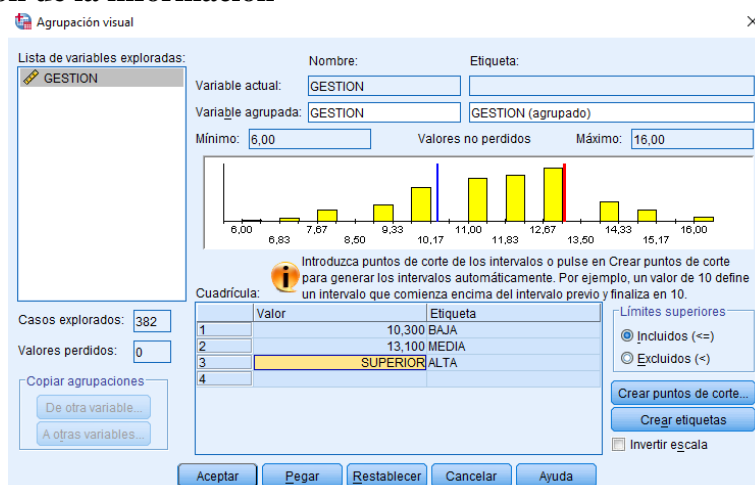 Agrupación visual
Lista de variables exploradas:
GESTION
Nombre:
Etiqueta:
Variable actual:
GESTION
Variable agrupada:
GESTION
GESTION (agrupado)
Mínimo:
6,00
Valores no perdidos
Máximo:
16,00
6,00
6,83
7,67
8,50
9,33
10,17
11,00
11,83
12,67
13,50
14,33
15,17
16,00
Introduzca puntos de corte de los intervalos o pulse en Crear puntos de corte
para generar los intervalos automáticamente. Por ejemplo, un valor de 10 define
un intervalo que comienza encima del intervalo previo y finaliza en 10.
Cuadrícula:
Valor Etiqueta
1 10,300 BAJA
2 13,100 MEDIA
3 SUPERIOR ALTA
4
Casos explorados: 382
Valores perdidos: 0
Copiar agrupaciones
De otra variable...
A otras variables...
Límites superiores
Incluidos (<=)
Excluidos (<)
Crear puntos de corte...
Crear etiquetas
Invertir escala
Aceptar Pegar Restablecer Cancelar Ayuda